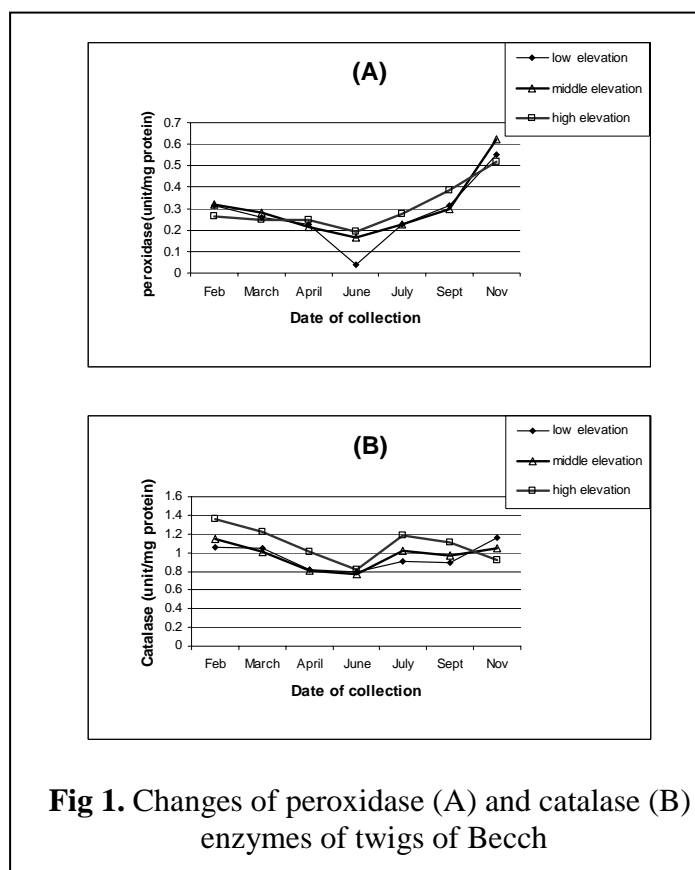 (A)
low elevation
middle elevation
high elevation
peroxidase(unit/mg protein)
0.7
0.6
0.5
0.4
0.3
0.2
0.1
0
Feb March April June July Sept Nov
Date of collection
(B)
low elevation
middle elevation
high elevation
Catalase (unit/mg protein)
1.6
1.4
1.2
1
0.8
0.6
0.4
0.2
0
Feb March April June July Sept Nov
Date of collection
Fig 1. Changes of peroxidase (A) and catalase (B)
enzymes of twigs of Becch